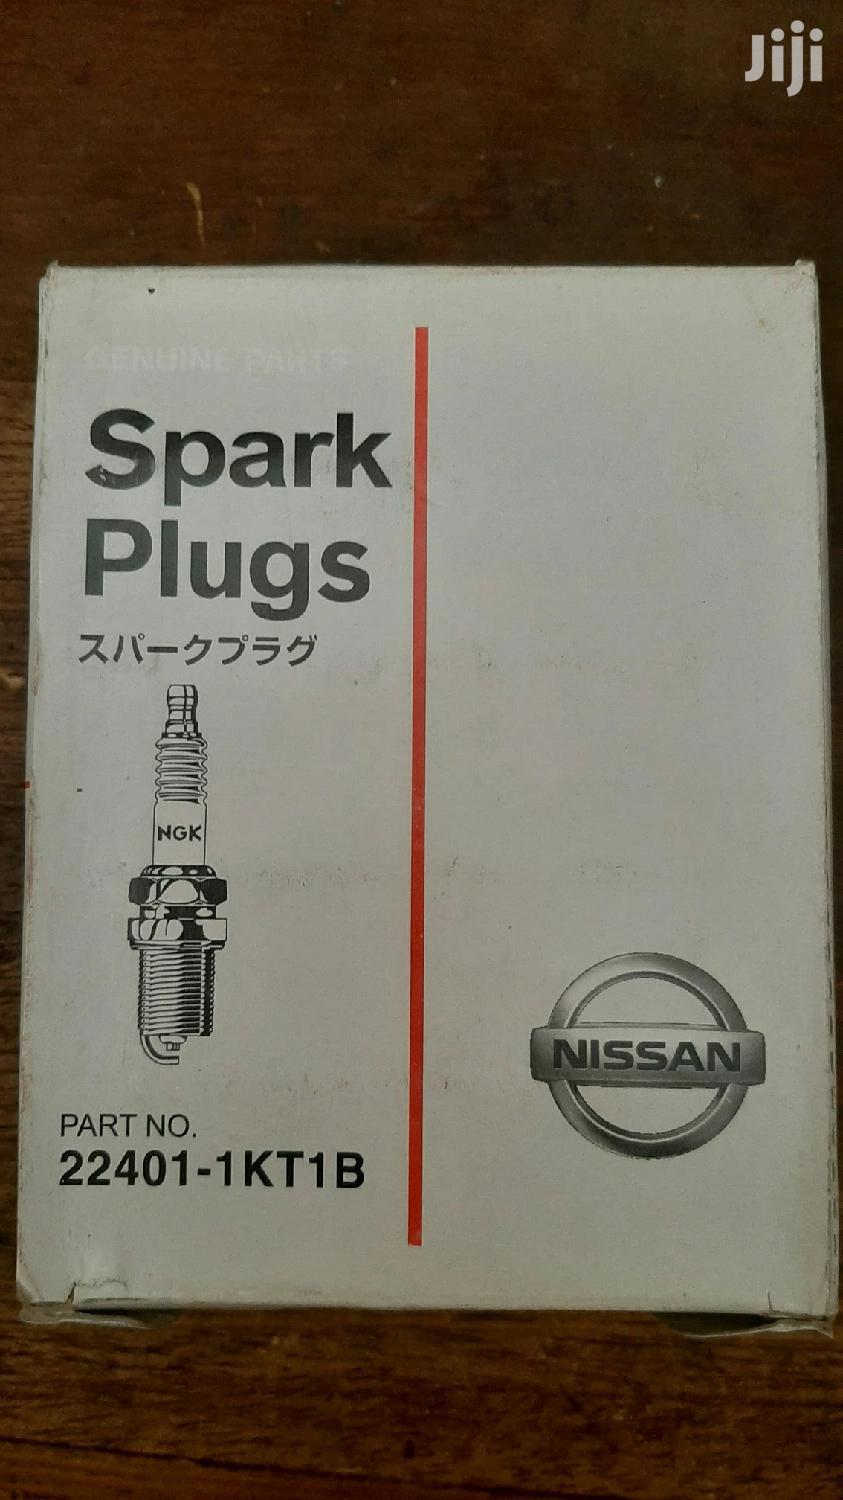 Jiji
GENUINE PARTS
Spark
Plugs
スパークプラグ
NGK
NISSAN
PART NO.
22401-1KT1B